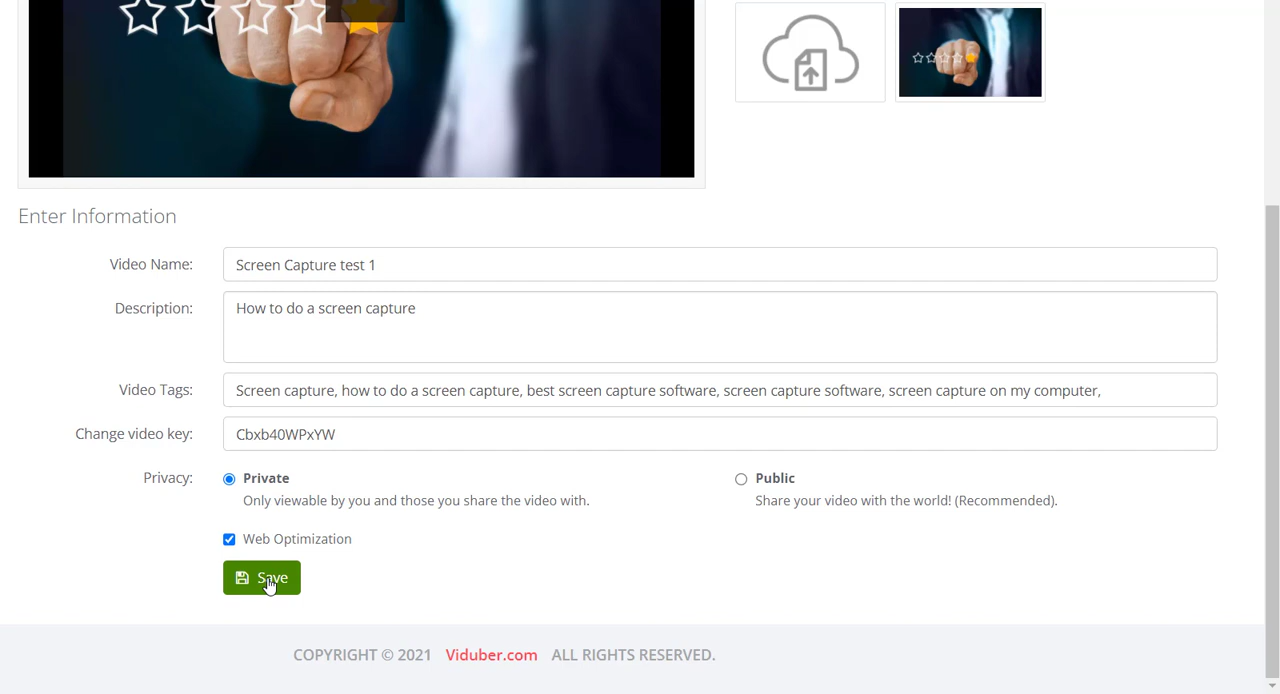 Enter Information
Video Name: Screen Capture test 1
Description: How to do a screen capture
Video Tags: Screen capture, how to do a screen capture, best screen capture software, screen capture software, screen capture on my computer,
Change video key: Cbxb40WPxYW
Privacy: Private Public
Only viewable by you and those you share the video with. Share your video with the world! (Recommended).
Web Optimization
Save
COPYRIGHT © 2021 Viduber.com ALL RIGHTS RESERVED.